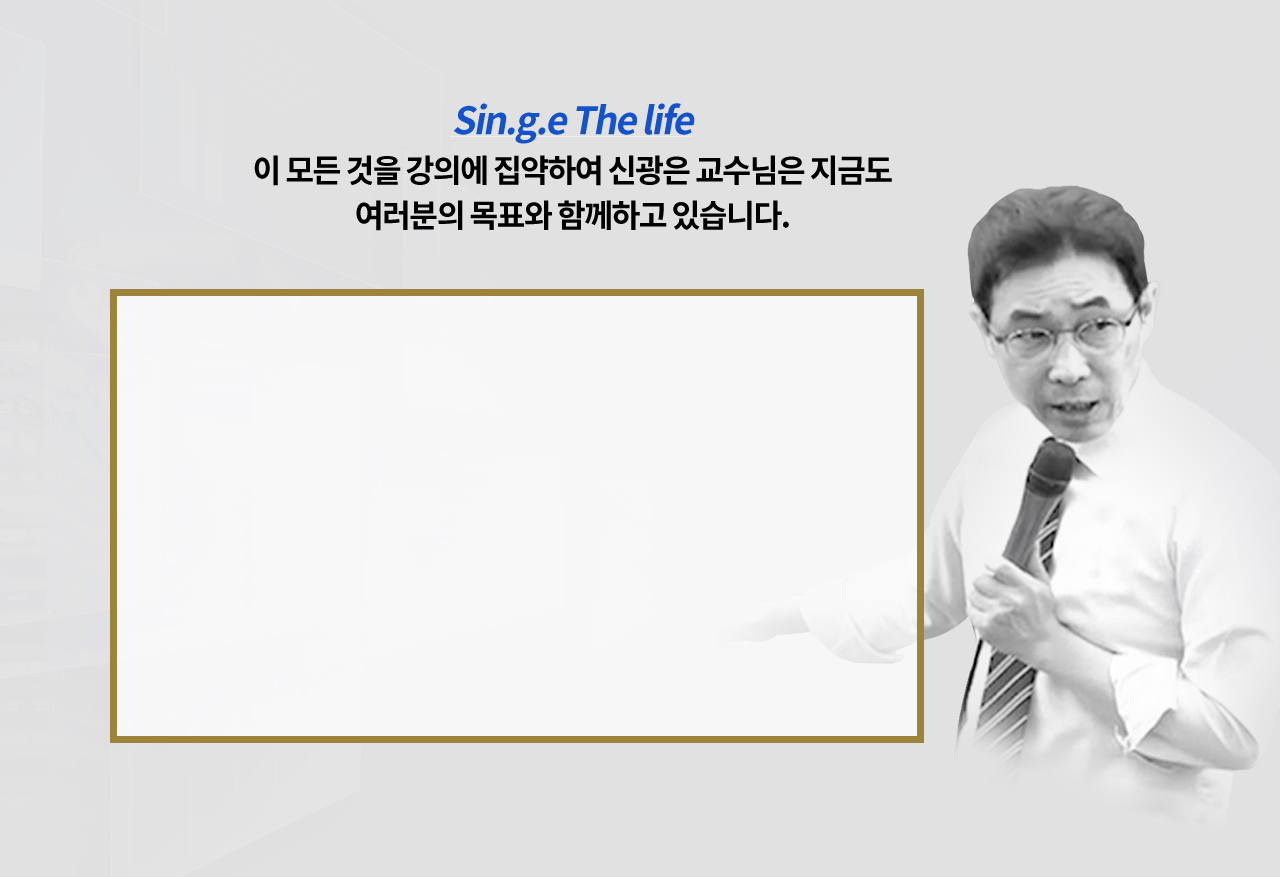 Sin.g.e The life
이 모든 것을 강의에 집약하여 신광은 교수님은 지금도
여러분의 목표와 함께하고 있습니다.